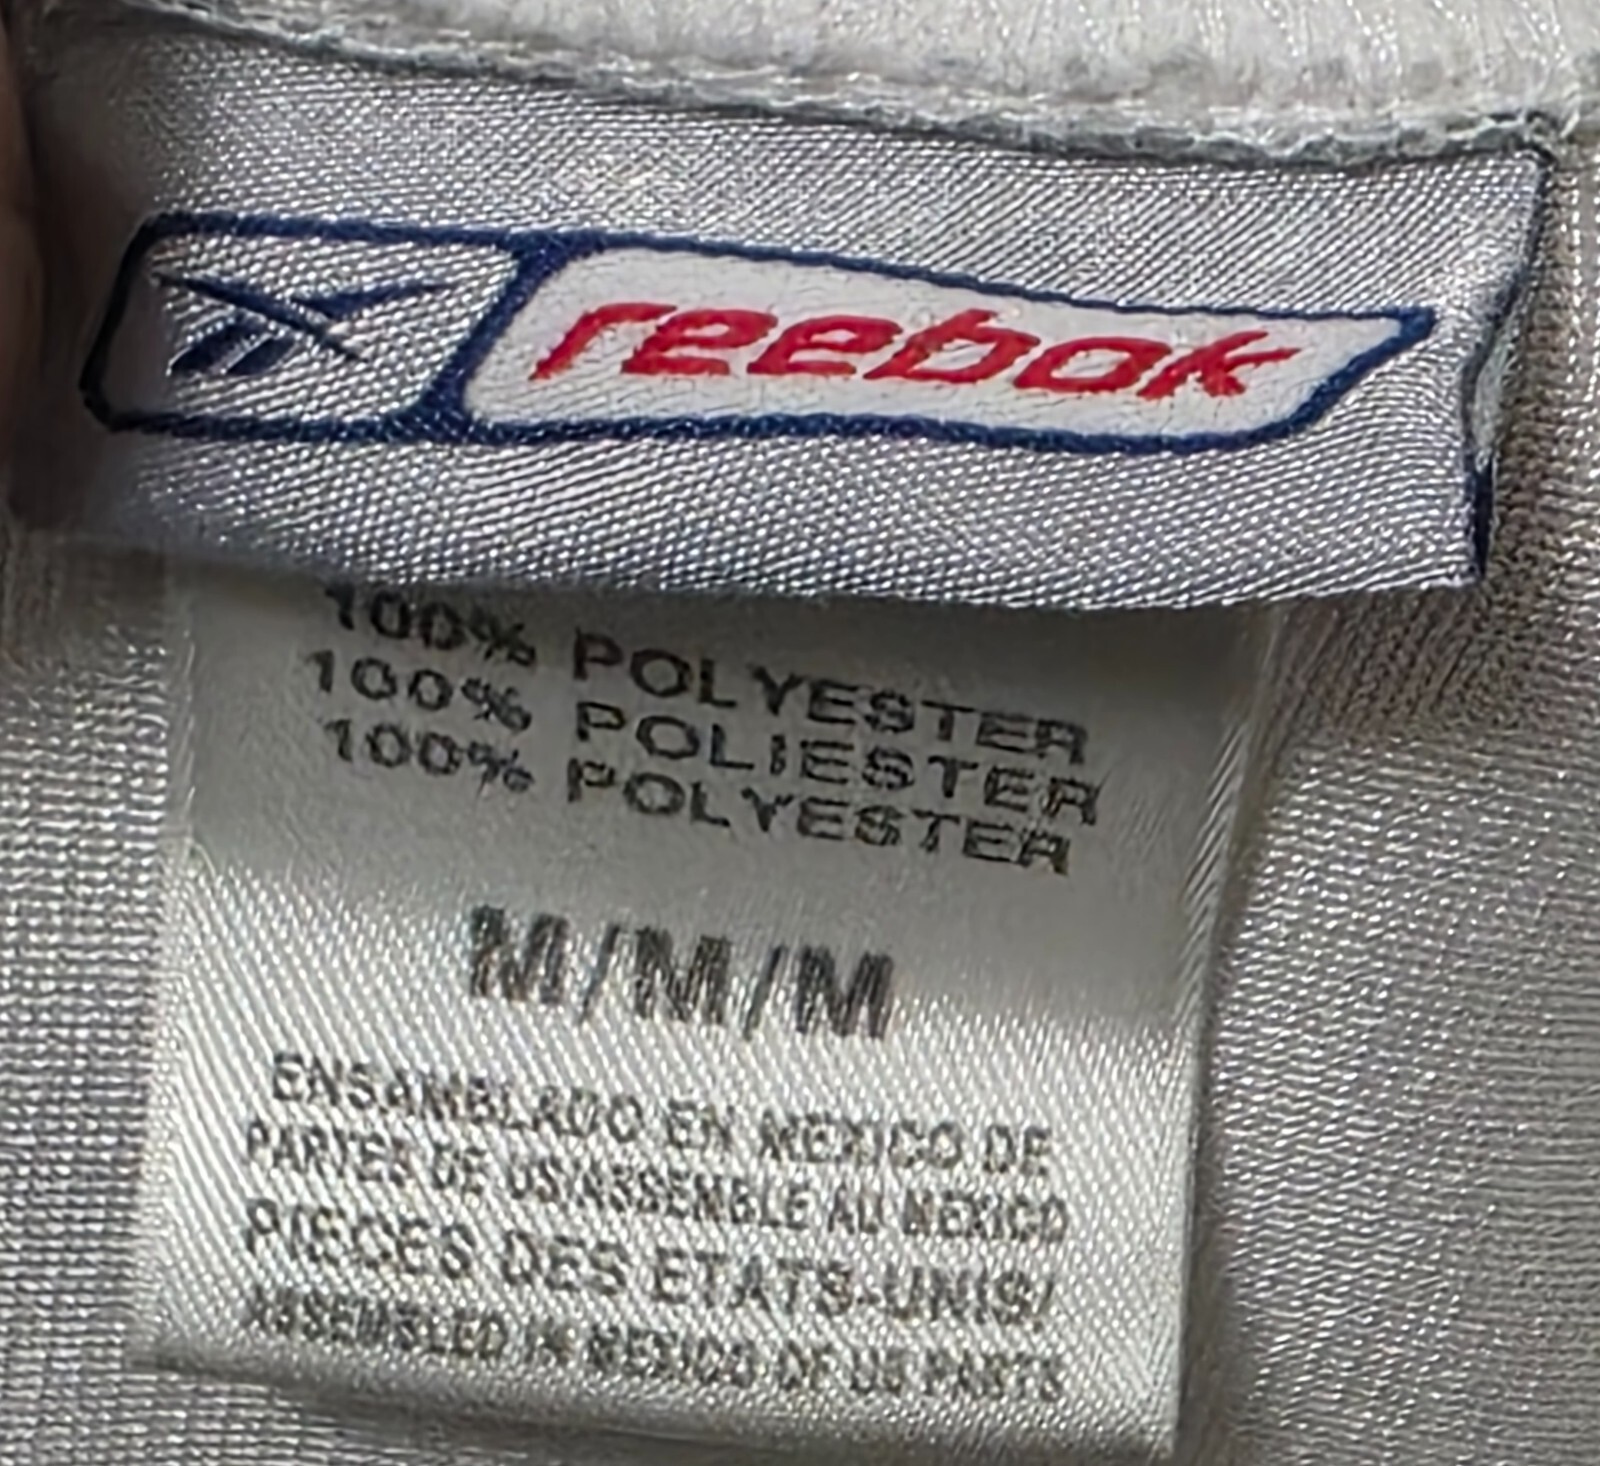 reebok
100% POLYESTER
100% POLIESTER
100% POLYESTER
M/M/M
ENSAMBLADO EN MEXICO DE
PARTES DE US/ASSEMBLE AU MEXICO
PIECES DES ETATS-UNIS/
ASSEMBLED IN MEXICO OF US PARTS